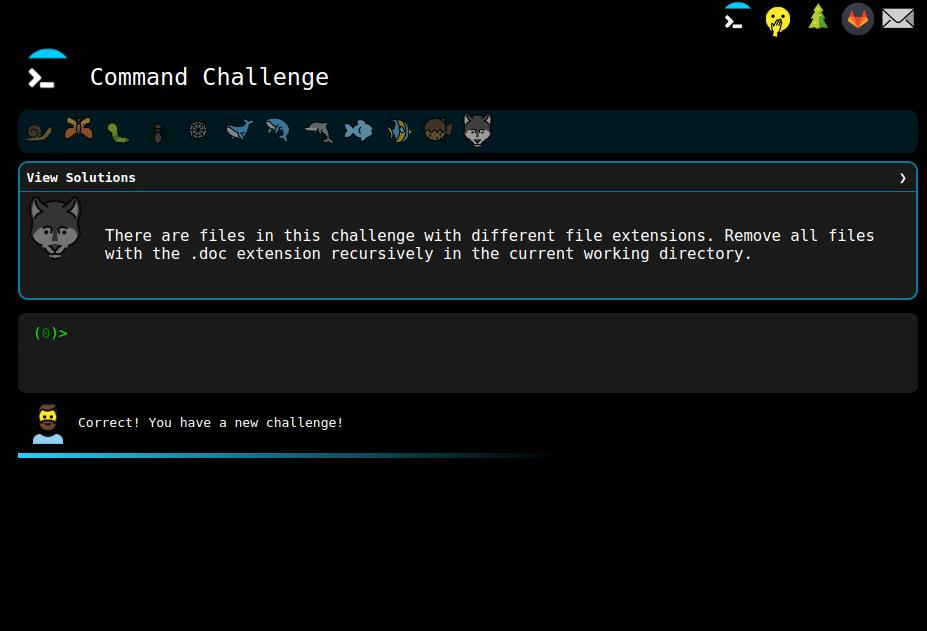 Command Challenge
View Solutions ❯
There are files in this challenge with different file extensions. Remove all files
with the .doc extension recursively in the current working directory.
(0)>
Correct! You have a new challenge!